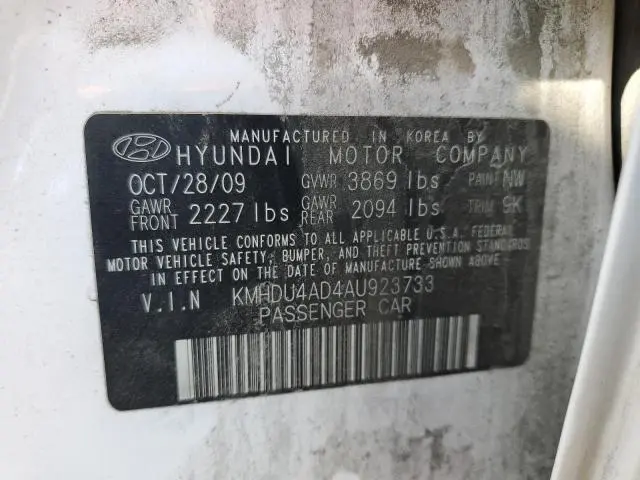 MANUFACTURED IN KOREA BY
HYUNDAI MOTOR COMPANY
OCT/28/09 GVWR 3869 lbs PAINT NW
GAWR FRONT 2227 lbs GAWR REAR 2094 lbs TRIM 9K
THIS VEHICLE CONFORMS TO ALL APPLICABLE U.S.A. FEDERAL
MOTOR VEHICLE SAFETY, BUMPER, AND THEFT PREVENTION STANDARDS
IN EFFECT ON THE DATE OF MANUFACTURE SHOWN ABOVE.
V.I.N KMHDU4AD4AU923733
PASSENGER CAR